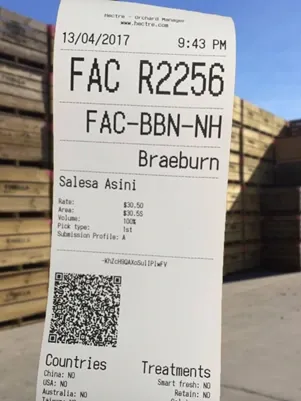 Hectre - Orchard Manager
www.hectre.com
13/04/2017 9:43 PM
FAC R2256
FAC-BBN-NH
Braeburn
Salesa Asini
Rate: $30.50
Area: $30.55
Volume: 100%
Pick type: 1st
Submission Profile: A
Countries Treatments
China: NO Smart fresh: NO
USA: NO Retain: NO
Australia: NO